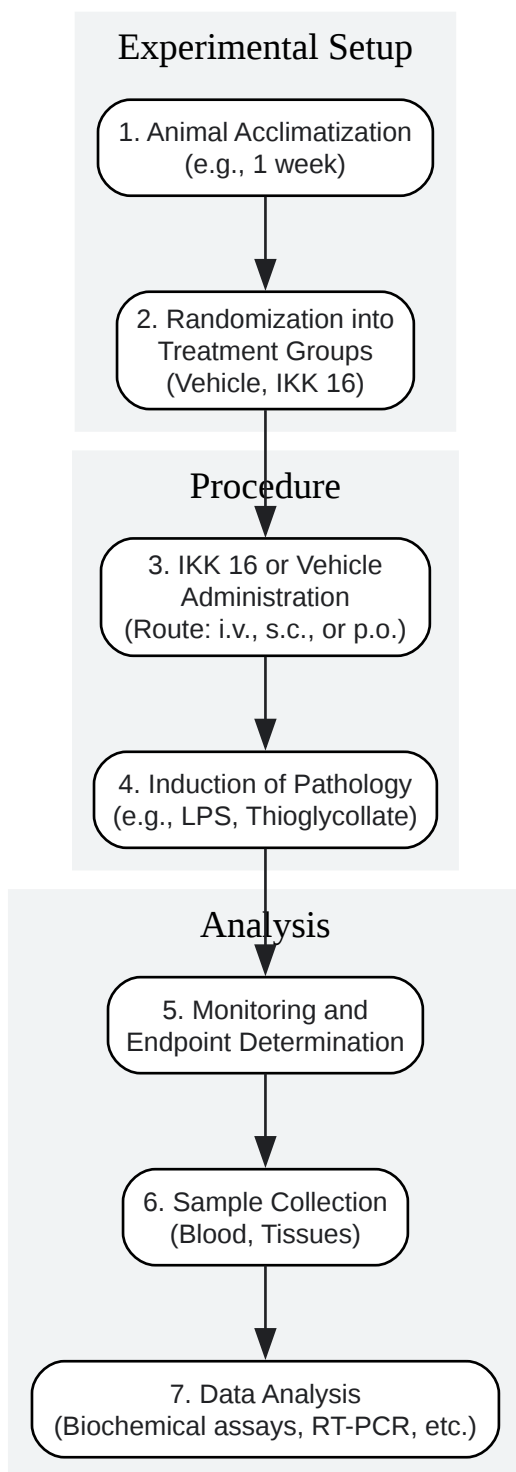 Experimental Setup
1. Animal Acclimatization
(e.g., 1 week)
2. Randomization into
Treatment Groups
(Vehicle, IKK 16)
Procedure
3. IKK 16 or Vehicle
Administration
(Route: i.v., s.c., or p.o.)
4. Induction of Pathology
(e.g., LPS, Thioglycollate)
Analysis
5. Monitoring and
Endpoint Determination
6. Sample Collection
(Blood, Tissues)
7. Data Analysis
(Biochemical assays, RT-PCR, etc.)